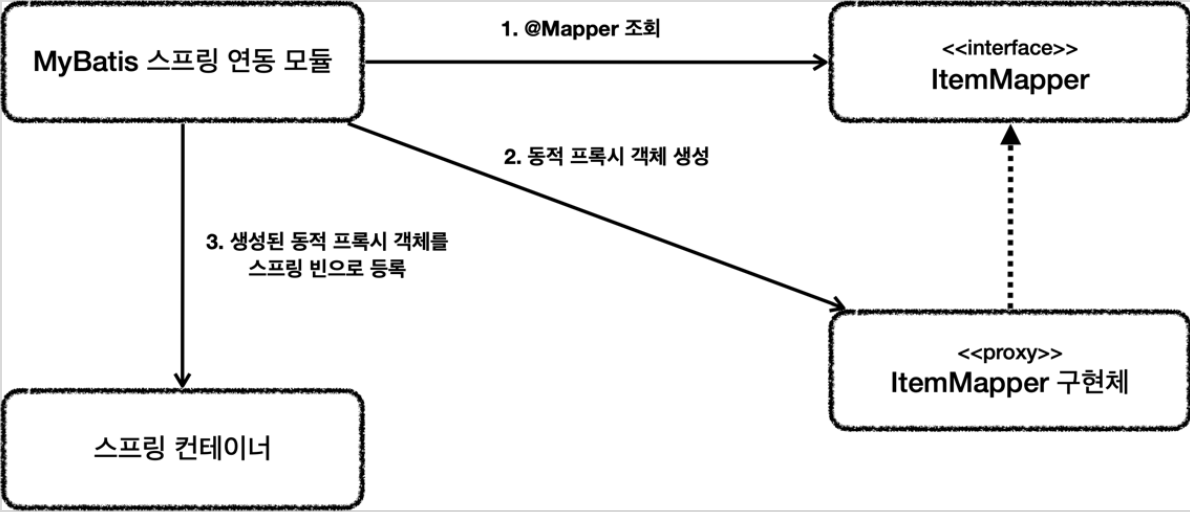 MyBatis 스프링 연동 모듈
1. @Mapper 조회
<<interface>>
ItemMapper
2. 동적 프록시 객체 생성
3. 생성된 동적 프록시 객체를
스프링 빈으로 등록
<<proxy>>
ItemMapper 구현체
스프링 컨테이너